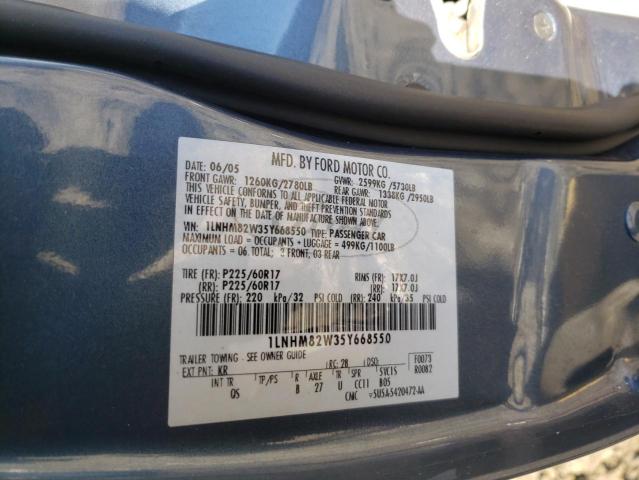 MFD. BY FORD MOTOR CO.
DATE: 06/05 GVWR: 2599KG /5730LB
FRONT GAWR: 1260KG/2780LB REAR GAWR: 1338KG/2950LB
THIS VEHICLE CONFORMS TO ALL APPLICABLE FEDERAL MOTOR
VEHICLE SAFETY, BUMPER, AND THEFT PREVENTION STANDARDS
IN EFFECT ON THE DATE OF MANUFACTURE SHOWN ABOVE.
VIN: 1LNHM82W35Y668550 TYPE: PASSENGER CAR
MAXIMUM LOAD = OCCUPANTS + LUGGAGE = 499KG/1100LB
OCCUPANTS = 06 TOTAL: FRONT, 03 REAR
TIRE (FR): P225/60R17 RIMS (FR): 17X7.0J
(RR): P225/60R17 (RR): 17X7.0J
PRESSURE (FR): 220 kPa/32 PSI COLD (RR): 240 kPa/35 PSI COLD
1LNHM82W35Y668550
TRAILER TOWING - SEE OWNER GUIDE
EXT PNT: KR RC: 28 DSO: F0073
INT TR TP/PS R AXLE TR SPR SVC15 R0082
QS B 27 U CC11 B05
CMC